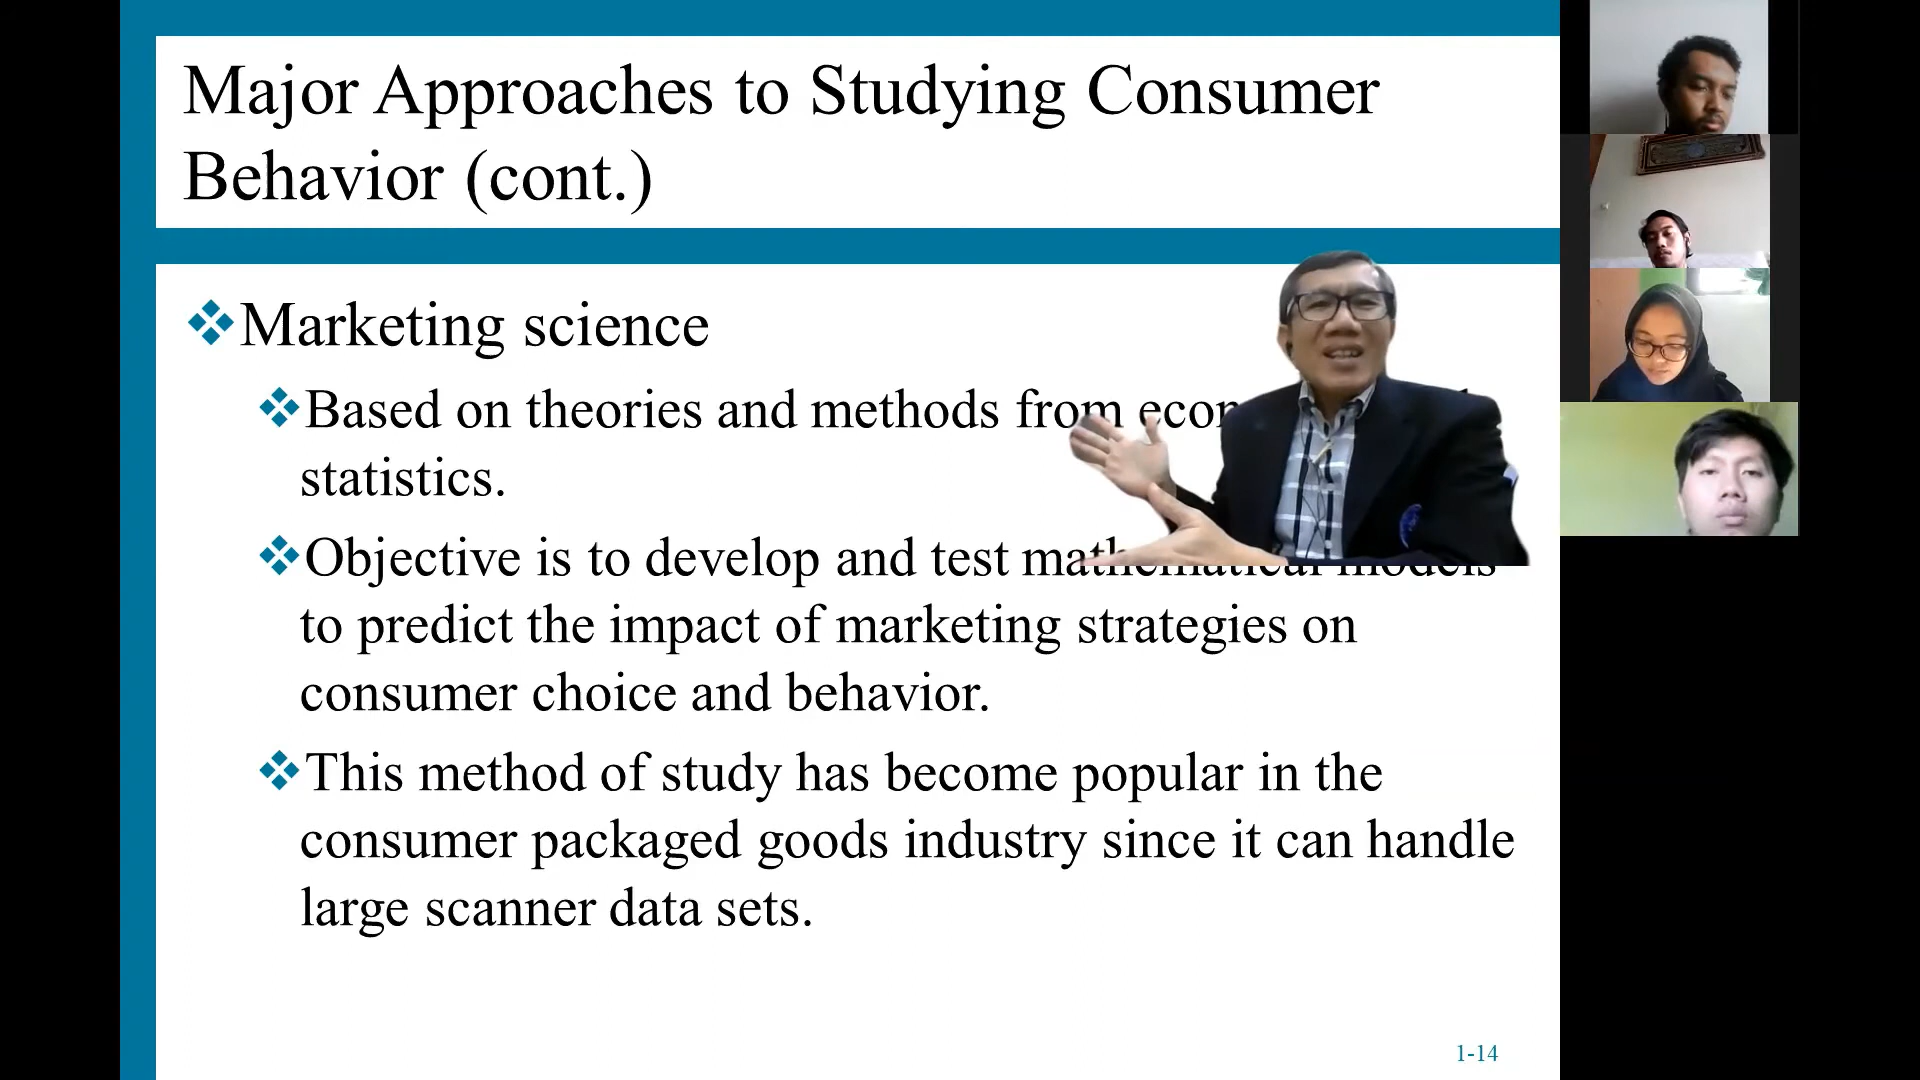 Major Approaches to Studying Consumer
Behavior (cont.)
Marketing science
Based on theories and methods from
statistics.
Objective is to develop and test mathematical models
to predict the impact of marketing strategies on
consumer choice and behavior.
This method of study has become popular in the
consumer packaged goods industry since it can handle
large scanner data sets.
1-14